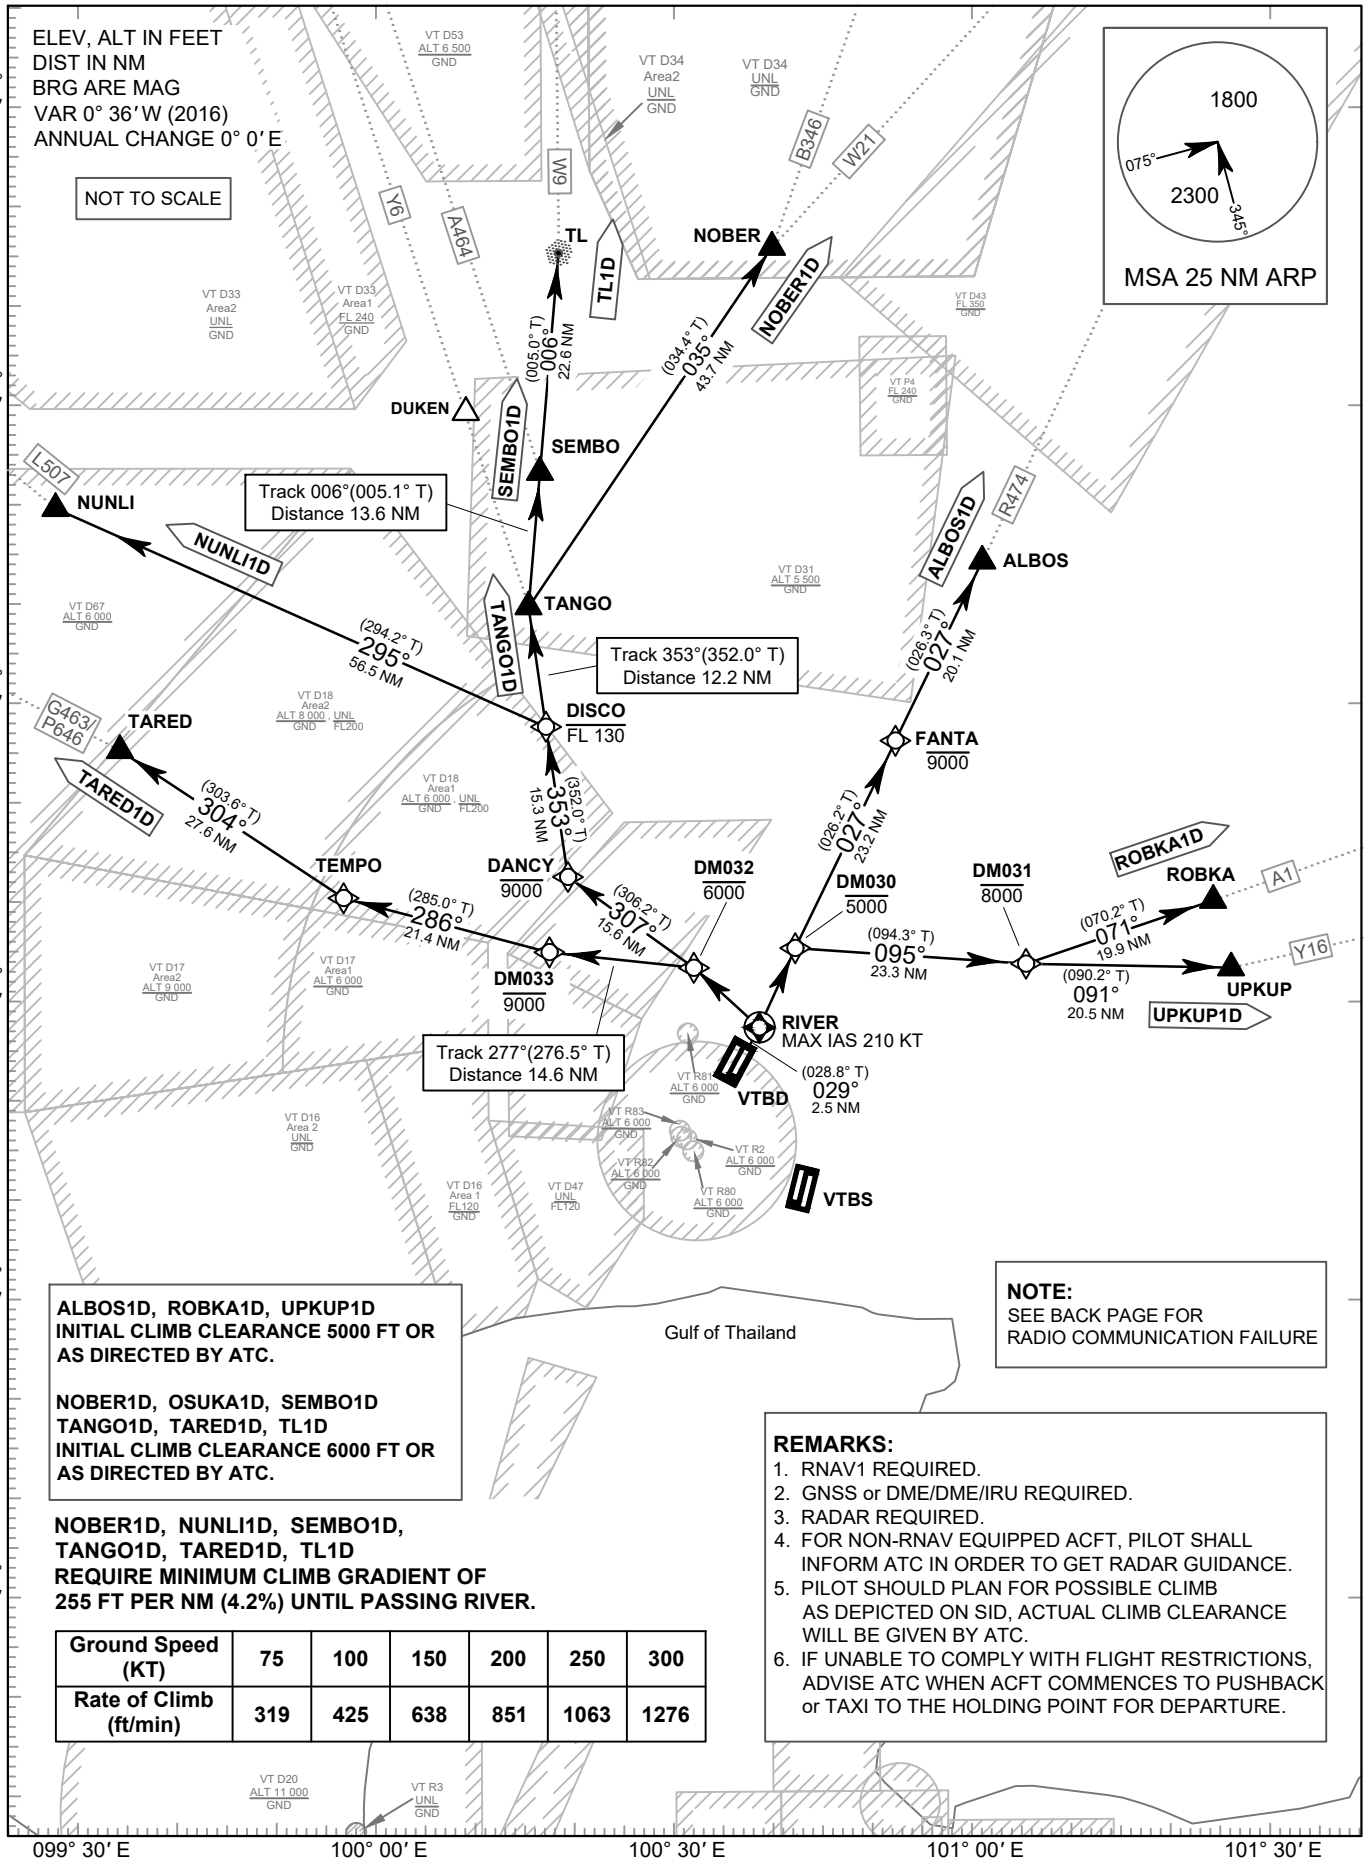 ELEV, ALT IN FEET
DIST IN NM
BRG ARE MAG
VAR 0° 36' W (2016)
ANNUAL CHANGE 0° 0' E
NOT TO SCALE
VT D53
ALT 6 500
GND
VT D34
Area2
UNL
GND
VT D34
UNL
GND
1800
075°
2300
345°
MSA 25 NM ARP
B346
W21
W9
Y6
A464
TL
TL1D
NOBER
NOBER1D
VT D33
Area2
UNL
GND
VT D33
Area1
FL 240
GND
VT D43
FL 350
GND
(005.0° T)
006°
22.6 NM
(034.4° T)
035°
43.7 NM
VT P4
FL 240
GND
DUKEN
SEMBO1D
SEMBO
L507
NUNLI
Track 006°(005.1° T)
Distance 13.6 NM
R474
NUNLI1D
ALBOS1D
ALBOS
VT D31
ALT 5 500
GND
VT D67
ALT 6 000
GND
TANGO1D
TANGO
(294.2° T)
295°
56.5 NM
Track 353°(352.0° T)
Distance 12.2 NM
(026.3° T)
027°
20.1 NM
VT D18
Area2
ALT 8 000 , UNL
GND FL200
G463/
P646
TARED
DISCO
FL 130
FANTA
9000
TARED1D
(303.6° T)
304°
27.6 NM
VT D18
Area1
ALT 6 000 , UNL
GND FL200
(352.0° T)
353°
15.3 NM
(026.2° T)
027°
23.2 NM
ROBKA1D
TEMPO
DANCY
9000
DM032
6000
DM030
5000
DM031
8000
ROBKA
A1
(285.0° T)
286°
21.4 NM
(306.2° T)
307°
15.6 NM
(094.3° T)
095°
23.3 NM
(070.2° T)
071°
19.9 NM
Y16
VT D17
Area2
ALT 9 000
GND
VT D17
Area1
ALT 6 000
GND
DM033
9000
(090.2° T)
091°
20.5 NM
UPKUP
UPKUP1D
RIVER
MAX IAS 210 KT
Track 277°(276.5° T)
Distance 14.6 NM
(028.8° T)
029°
2.5 NM
VTBD
VT R81
ALT 6 000
GND
VT R83
ALT 6 000
GND
VT R82
ALT 6 000
GND
VT R2
ALT 6 000
GND
VT R80
ALT 6 000
GND
VTBS
VT D16
Area 2
UNL
GND
VT D16
Area 1
FL120
GND
VT D47
UNL
FL120
ALBOS1D, ROBKA1D, UPKUP1D
INITIAL CLIMB CLEARANCE 5000 FT OR
AS DIRECTED BY ATC.
NOBER1D, OSUKA1D, SEMBO1D
TANGO1D, TARED1D, TL1D
INITIAL CLIMB CLEARANCE 6000 FT OR
AS DIRECTED BY ATC.
Gulf of Thailand
NOTE:
SEE BACK PAGE FOR
RADIO COMMUNICATION FAILURE
NOBER1D, NUNLI1D, SEMBO1D,
TANGO1D, TARED1D, TL1D
REQUIRE MINIMUM CLIMB GRADIENT OF
255 FT PER NM (4.2%) UNTIL PASSING RIVER.
Ground Speed (KT) 75 100 150 200 250 300
Rate of Climb (ft/min) 319 425 638 851 1063 1276
REMARKS:
1. RNAV1 REQUIRED.
2. GNSS or DME/DME/IRU REQUIRED.
3. RADAR REQUIRED.
4. FOR NON-RNAV EQUIPPED ACFT, PILOT SHALL
INFORM ATC IN ORDER TO GET RADAR GUIDANCE.
5. PILOT SHOULD PLAN FOR POSSIBLE CLIMB
AS DEPICTED ON SID, ACTUAL CLIMB CLEARANCE
WILL BE GIVEN BY ATC.
6. IF UNABLE TO COMPLY WITH FLIGHT RESTRICTIONS,
ADVISE ATC WHEN ACFT COMMENCES TO PUSHBACK
or TAXI TO THE HOLDING POINT FOR DEPARTURE.
VT D20
ALT 11 000
GND
VT R3
UNL
GND
099° 30' E
100° 00' E
100° 30' E
101° 00' E
101° 30' E